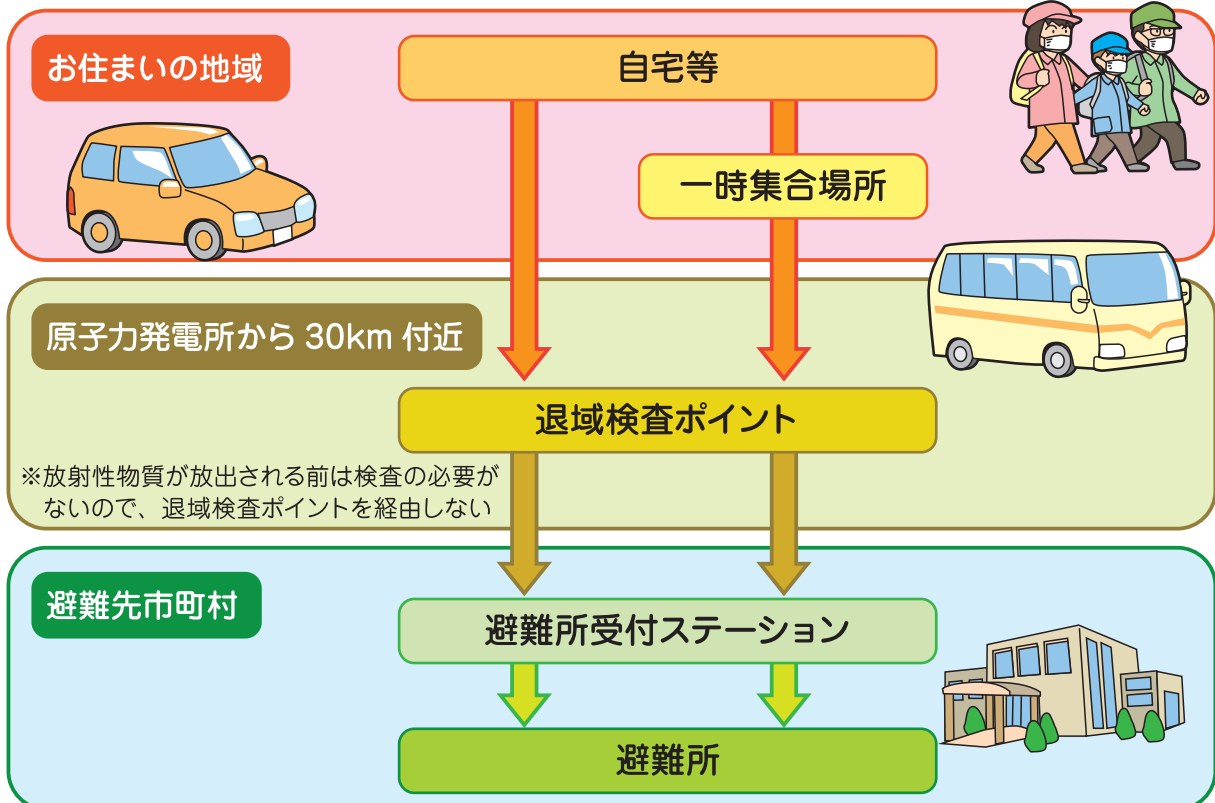 お住まいの地域
自宅等
一時集合場所
原子力発電所から 30km 付近
退域検査ポイント
※放射性物質が放出される前は検査の必要が
ないので、退域検査ポイントを経由しない
避難先市町村
避難所受付ステーション
避難所